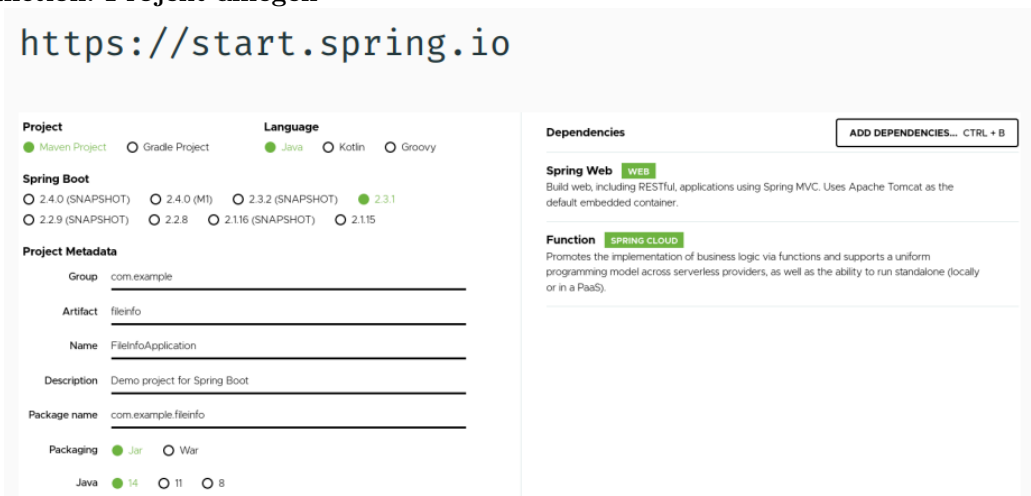 Projekt anlegen
https://start.spring.io
Project
Maven Project Gradle Project
Language
Java Kotlin Groovy
Spring Boot
2.4.0 (SNAPSHOT) 2.4.0 (M1) 2.3.2 (SNAPSHOT) 2.3.1
2.2.9 (SNAPSHOT) 2.2.8 2.1.16 (SNAPSHOT) 2.1.15
Project Metadata
Group com.example
Artifact fileinfo
Name FileInfoApplication
Description Demo project for Spring Boot
Package name com.example.fileinfo
Packaging Jar War
Java 14 11 8
Dependencies
ADD DEPENDENCIES... CTRL + B
Spring Web WEB
Build web, including RESTful, applications using Spring MVC. Uses Apache Tomcat as the
default embedded container.
Function SPRING CLOUD
Promotes the implementation of business logic via functions and supports a uniform
programming model across serverless providers, as well as the ability to run standalone (locally
or in a PaaS).